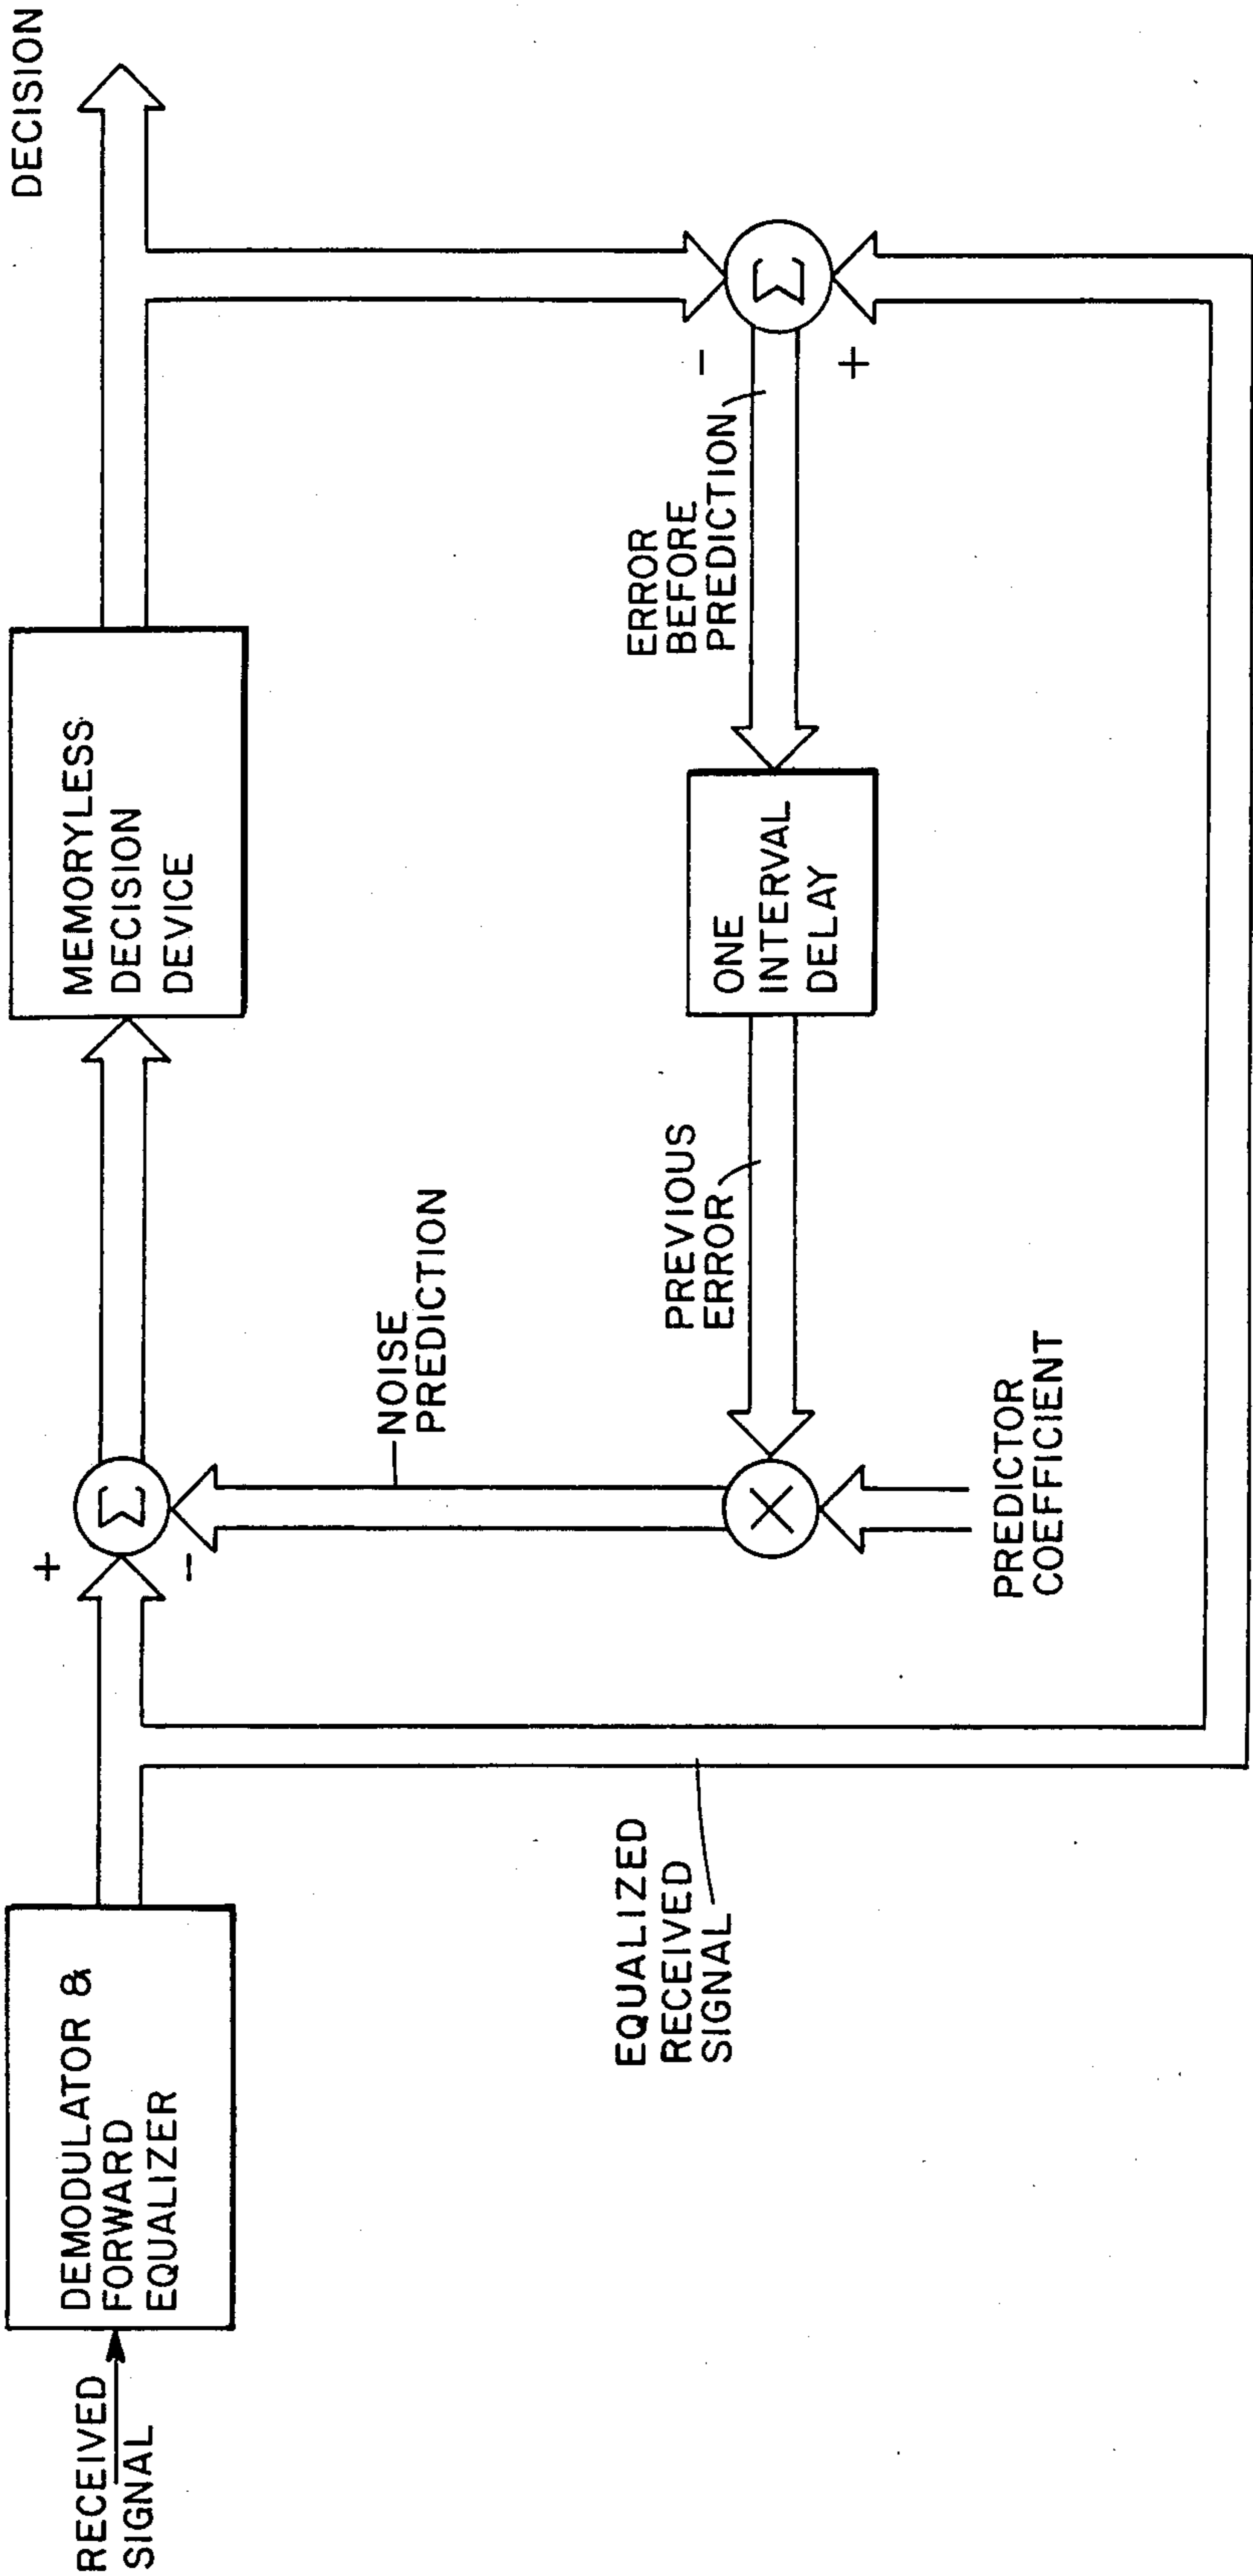 RECEIVED
SIGNAL
DEMODULATOR &
FORWARD
EQUALIZER
+
-
Σ
MEMORYLESS
DECISION
DEVICE
DECISION
NOISE
PREDICTION
EQUALIZED
RECEIVED
SIGNAL
PREVIOUS
ERROR
X
PREDICTOR
COEFFICIENT
ONE
INTERVAL
DELAY
ERROR
BEFORE
PREDICTION
-
+
Σ